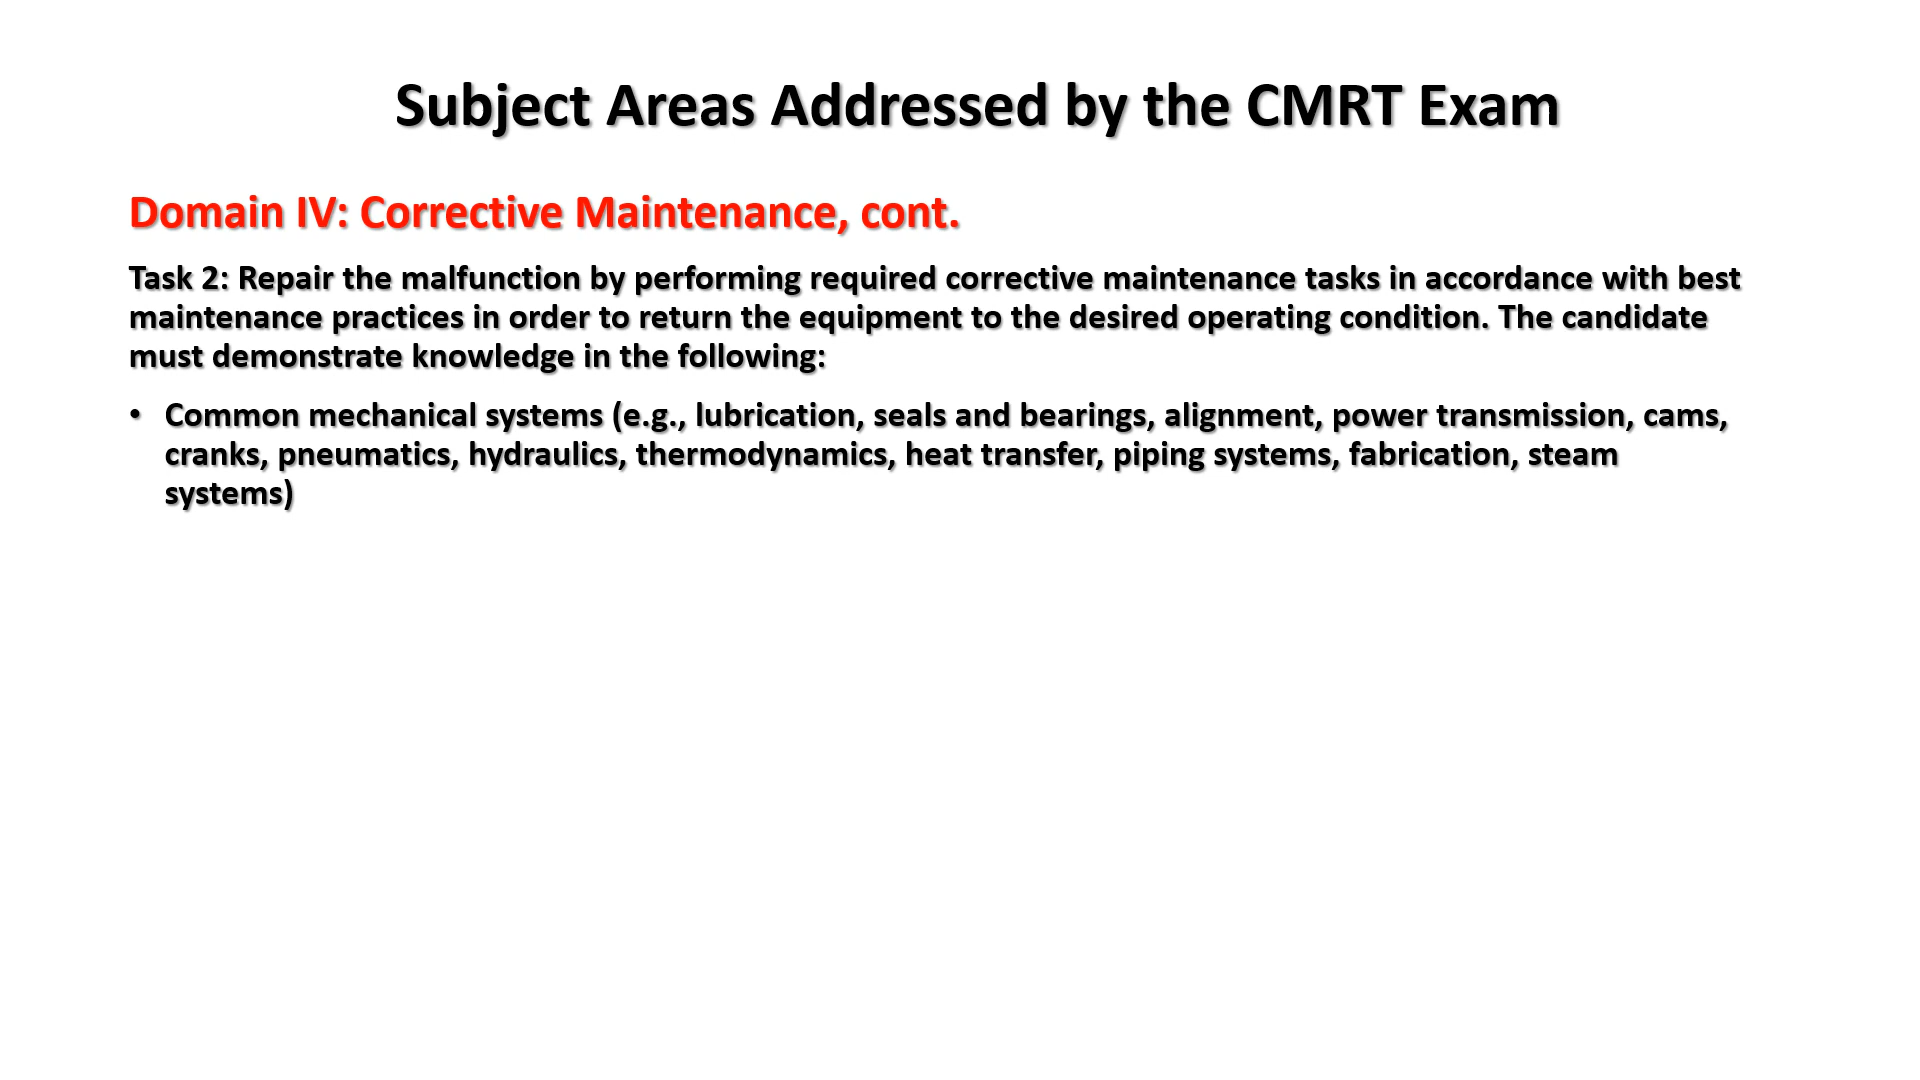 Subject Areas Addressed by the CMRT Exam
Domain IV: Corrective Maintenance, cont.
Task 2: Repair the malfunction by performing required corrective maintenance tasks in accordance with best
maintenance practices in order to return the equipment to the desired operating condition. The candidate
must demonstrate knowledge in the following:
• Common mechanical systems (e.g., lubrication, seals and bearings, alignment, power transmission, cams,
cranks, pneumatics, hydraulics, thermodynamics, heat transfer, piping systems, fabrication, steam
systems)